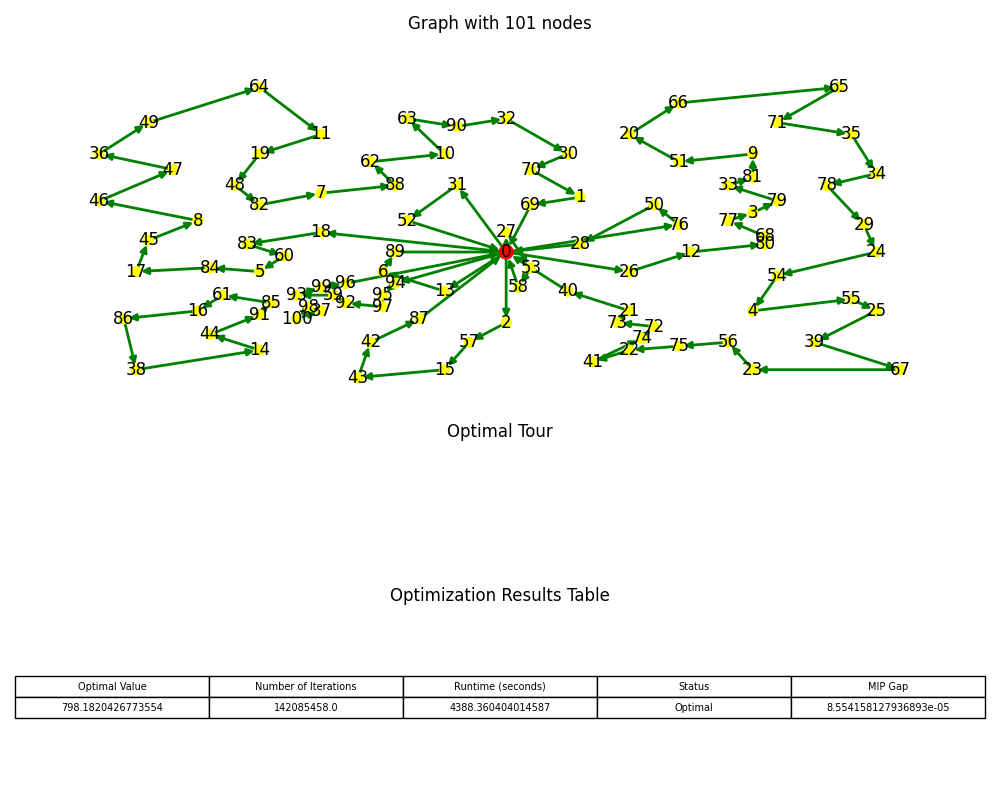 Graph with 101 nodes
64 65
49 66
63 90 32 71
11 20 35
36 19 10 30 51 9
47 62 70 34
48 7 88 31 33 81 78
46 82 69 1 50 3 79
8 52 76 77 29
45 83 18 27 28 68
60 89 0 12 80 24
17 84 5 6 53 26 54
99 96 94 58
61 93 59 95 13 40 55
16 85 98 37 92 97 21 4 25
86 44 91 100 87 2 73 72
14 42 57 74 56 39
38 43 15 41 22 75 23 67
Optimal Tour
Optimization Results Table
Optimal Value Number of Iterations Runtime (seconds) Status MIP Gap
798.1820426773554 142085458.0 4388.360404014587 Optimal 8.554158127936893e-05